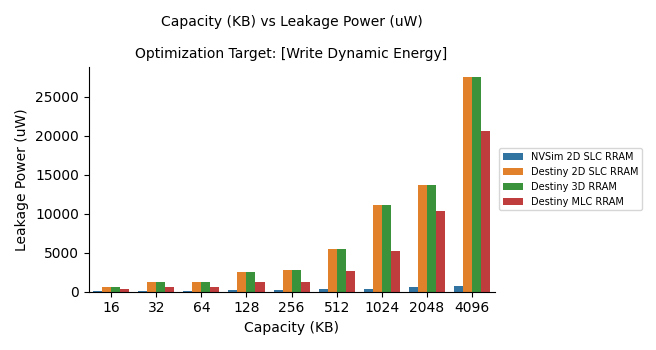 Capacity (KB) vs Leakage Power (uW)
Optimization Target: [Write Dynamic Energy]
Leakage Power (uW)
25000
20000
15000
10000
5000
0
16 32 64 128 256 512 1024 2048 4096
Capacity (KB)
NVSim 2D SLC RRAM
Destiny 2D SLC RRAM
Destiny 3D RRAM
Destiny MLC RRAM